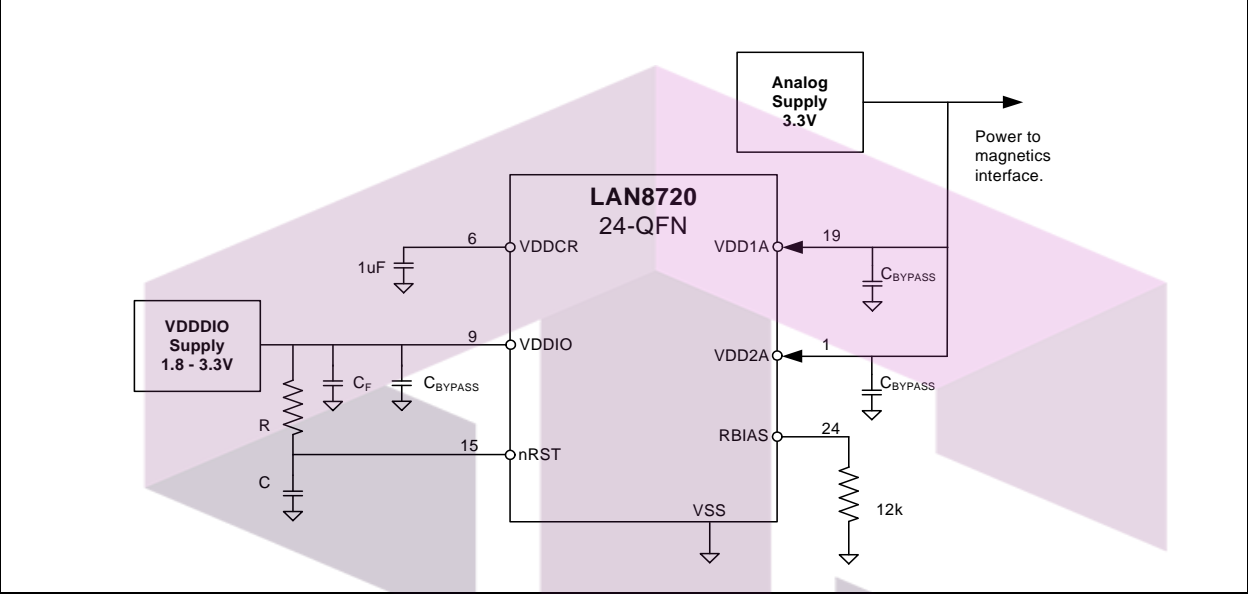 Analog
Supply
3.3V
Power to
magnetics
interface.
LAN8720
24-QFN
6
VDDCR
1uF
VDD1A
19
CBYPASS
VDDDIO
Supply
1.8 - 3.3V
9
VDDIO
CF
CBYPASS
VDD2A
1
CBYPASS
R
15
nRST
C
RBIAS
24
12k
VSS